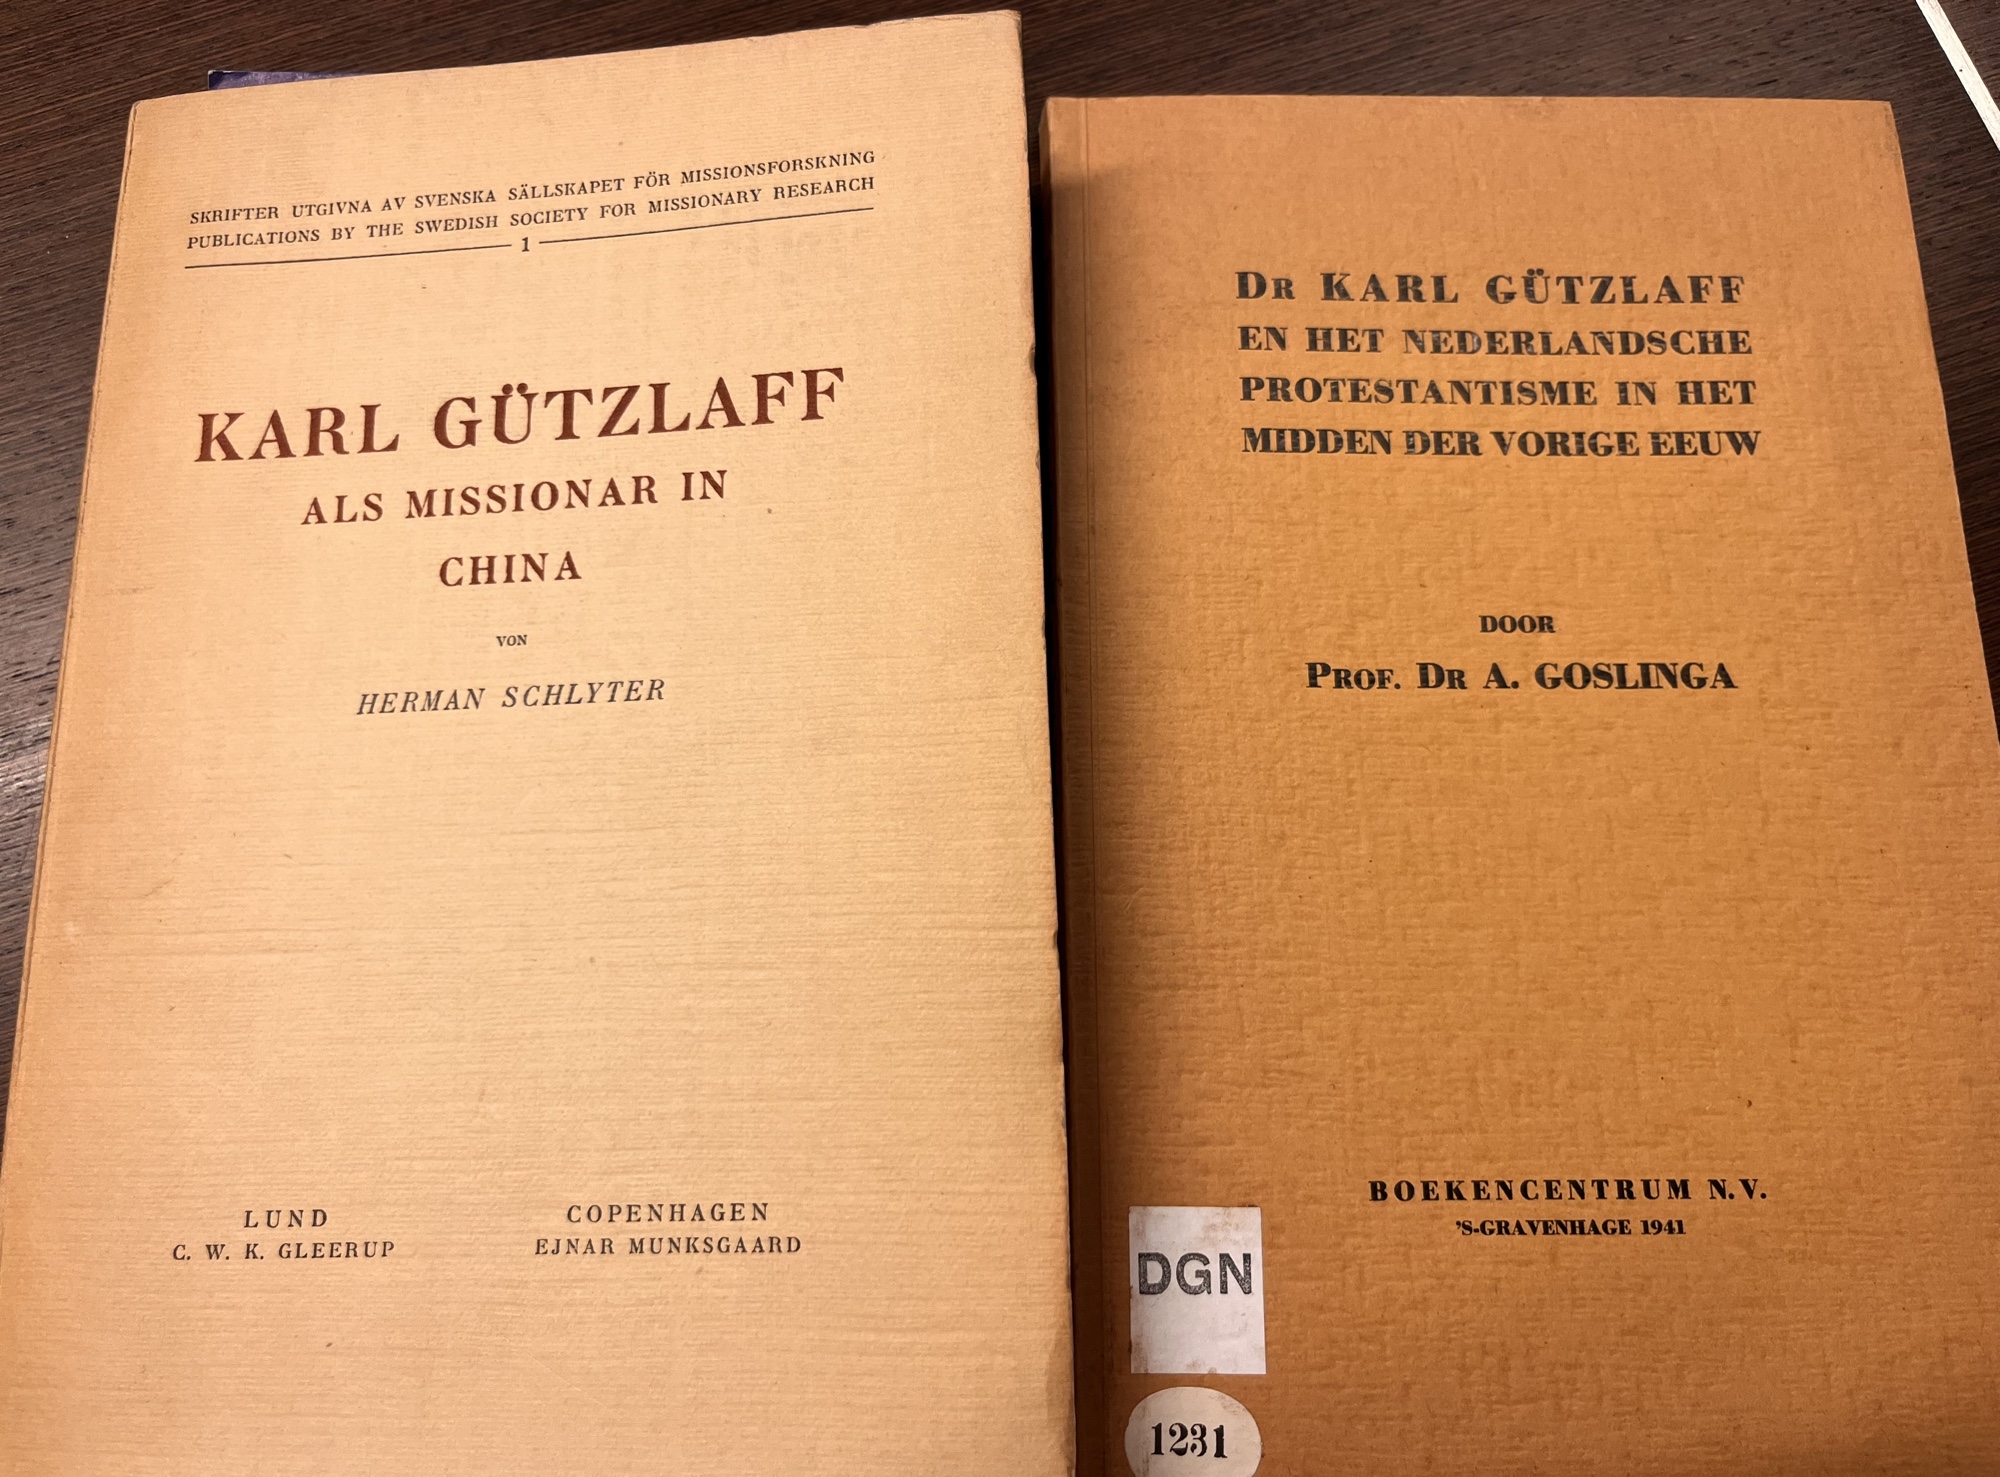 SKRIFTER UTGIVNA AV SVENSKA SÄLLSKAPET FÖR MISSIONSFORSKNING
PUBLICATIONS BY THE SWEDISH SOCIETY FOR MISSIONARY RESEARCH
1
KARL GÜTZLAFF
ALS MISSIONAR IN
CHINA
VON
HERMAN SCHLYTER
LUND
C. W. K. GLEERUP
COPENHAGEN
EJNAR MUNKSGAARD
DR KARL GÜTZLAFF
EN HET NEDERLANDSCHE
PROTESTANTISME IN HET
MIDDEN DER VORIGE EEUW
DOOR
PROF. DR A. GOSLINGA
BOEKENCENTRUM N.V.
'S-GRAVENHAGE 1941
DGN
1231